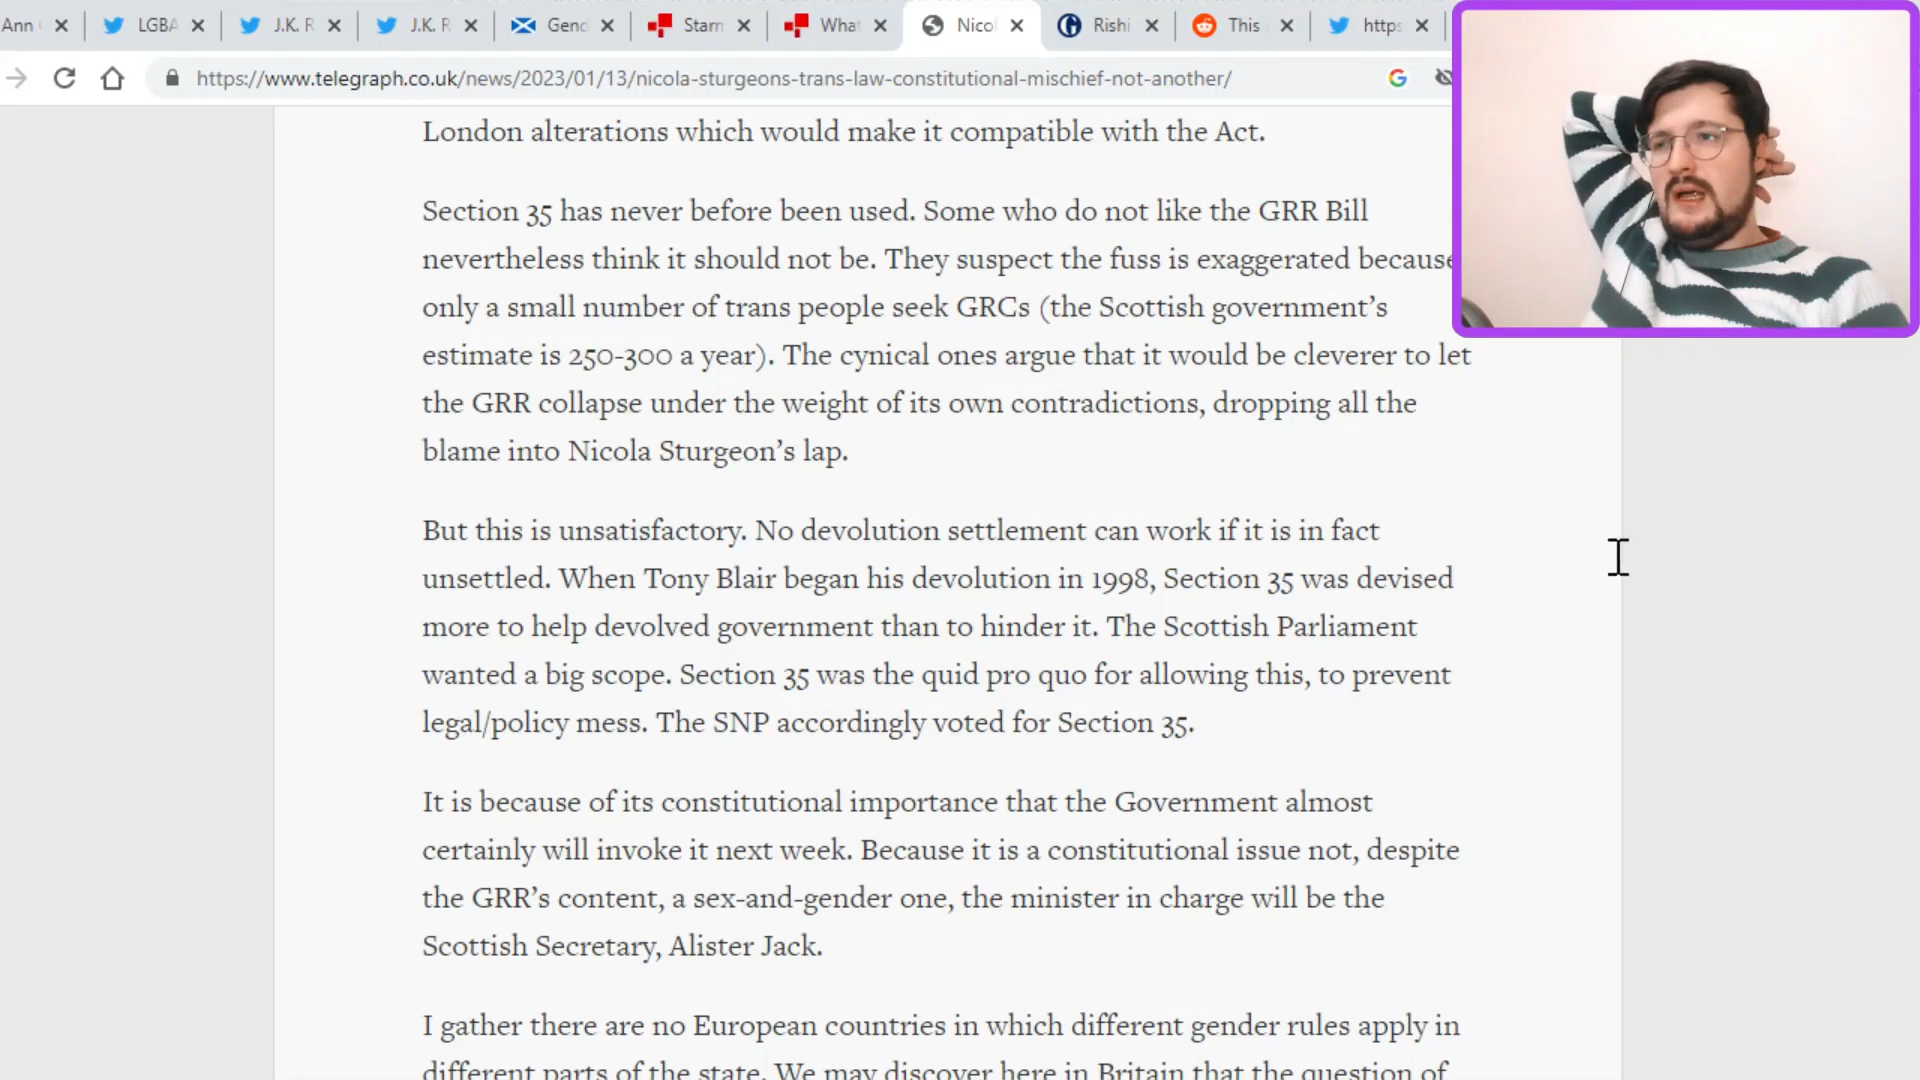 Ann
LGBA
J.K. R
J.K. R
Gend
Starm
What
Nicol
Rishi
This
https
https://www.telegraph.co.uk/news/2023/01/13/nicola-sturgeons-trans-law-constitutional-mischief-not-another/
London alterations which would make it compatible with the Act.
Section 35 has never before been used. Some who do not like the GRR Bill
nevertheless think it should not be. They suspect the fuss is exaggerated because
only a small number of trans people seek GRCs (the Scottish government's
estimate is 250-300 a year). The cynical ones argue that it would be cleverer to let
the GRR collapse under the weight of its own contradictions, dropping all the
blame into Nicola Sturgeon's lap.
But this is unsatisfactory. No devolution settlement can work if it is in fact
unsettled. When Tony Blair began his devolution in 1998, Section 35 was devised
more to help devolved government than to hinder it. The Scottish Parliament
wanted a big scope. Section 35 was the quid pro quo for allowing this, to prevent
legal/policy mess. The SNP accordingly voted for Section 35.
It is because of its constitutional importance that the Government almost
certainly will invoke it next week. Because it is a constitutional issue not, despite
the GRR's content, a sex-and-gender one, the minister in charge will be the
Scottish Secretary, Alister Jack.
I gather there are no European countries in which different gender rules apply in
different parts of the state. We may discover here in Britain that the question of